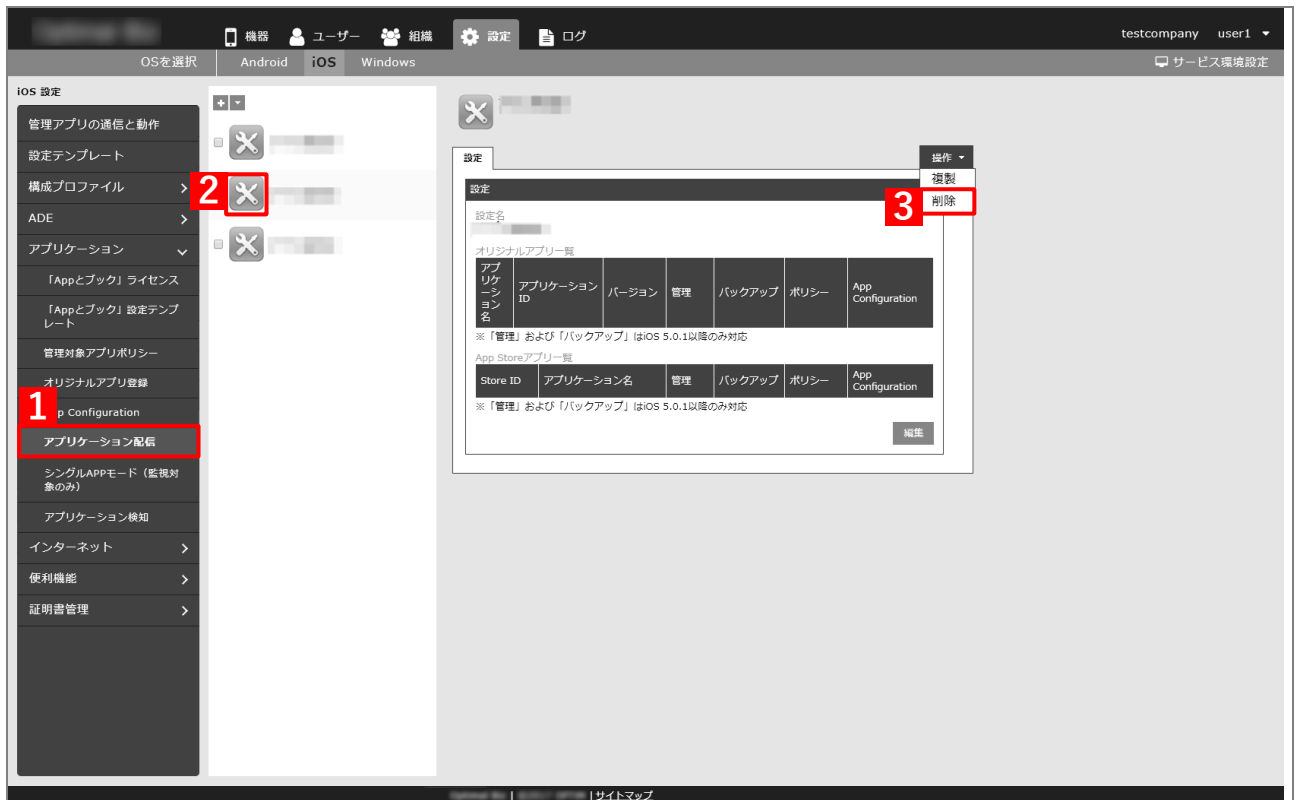 機器 ユーザー 組織 設定 ログ testcompany user1
OSを選択 Android iOS Windows サービス環境設定
iOS 設定
管理アプリの通信と動作
設定テンプレート
構成プロファイル
ADE
アプリケーション
「Appとブック」ライセンス
「Appとブック」設定テンプ
レート
管理対象アプリポリシー
オリジナルアプリ登録
1
p Configuration
アプリケーション配信
シングルAPPモード（監視対
象のみ）
アプリケーション検知
インターネット
便利機能
証明書管理
2
設定
操作
複製
3
削除
設定
設定名
オリジナルアプリ一覧
アプ
リケ
ーシ
ョン
名
アプリケーション
ID
バージョン
管理
バックアップ
ポリシー
App
Configuration
※「管理」および「バックアップ」はiOS 5.0.1以降のみ対応
App Storeアプリ一覧
Store ID
アプリケーション名
管理
バックアップ
ポリシー
App
Configuration
※「管理」および「バックアップ」はiOS 5.0.1以降のみ対応
編集
| |サイトマップ